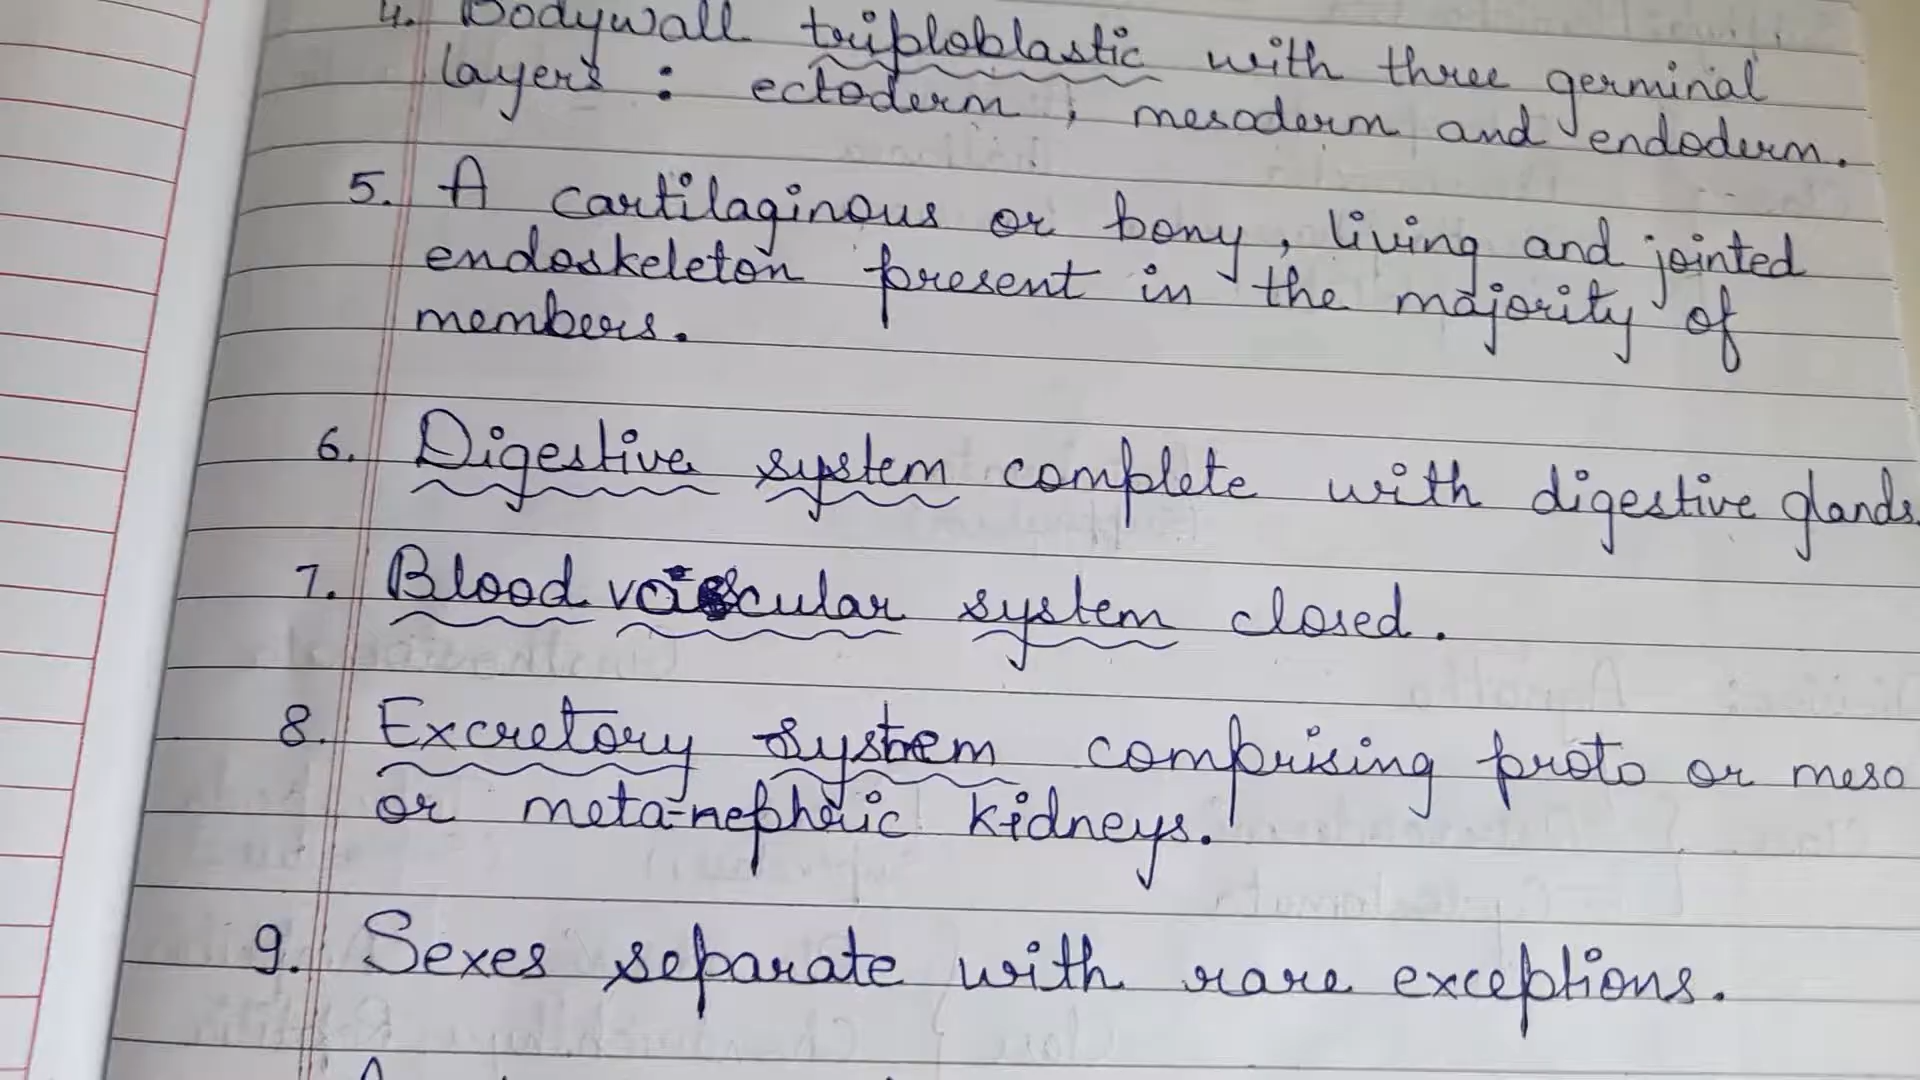 4. Bodywall triploblastic with three germinal
layers : ectoderm ; mesoderm and endoderm.
5. A cartilaginous or bony, living and jointed
endoskeleton present in the majority of
members.
6. Digestive system complete with digestive glands.
7. Blood vascular system closed.
8. Excretory system comprising proto or meso
or meta-nephric kidneys.
9. Sexes separate with rare exceptions.